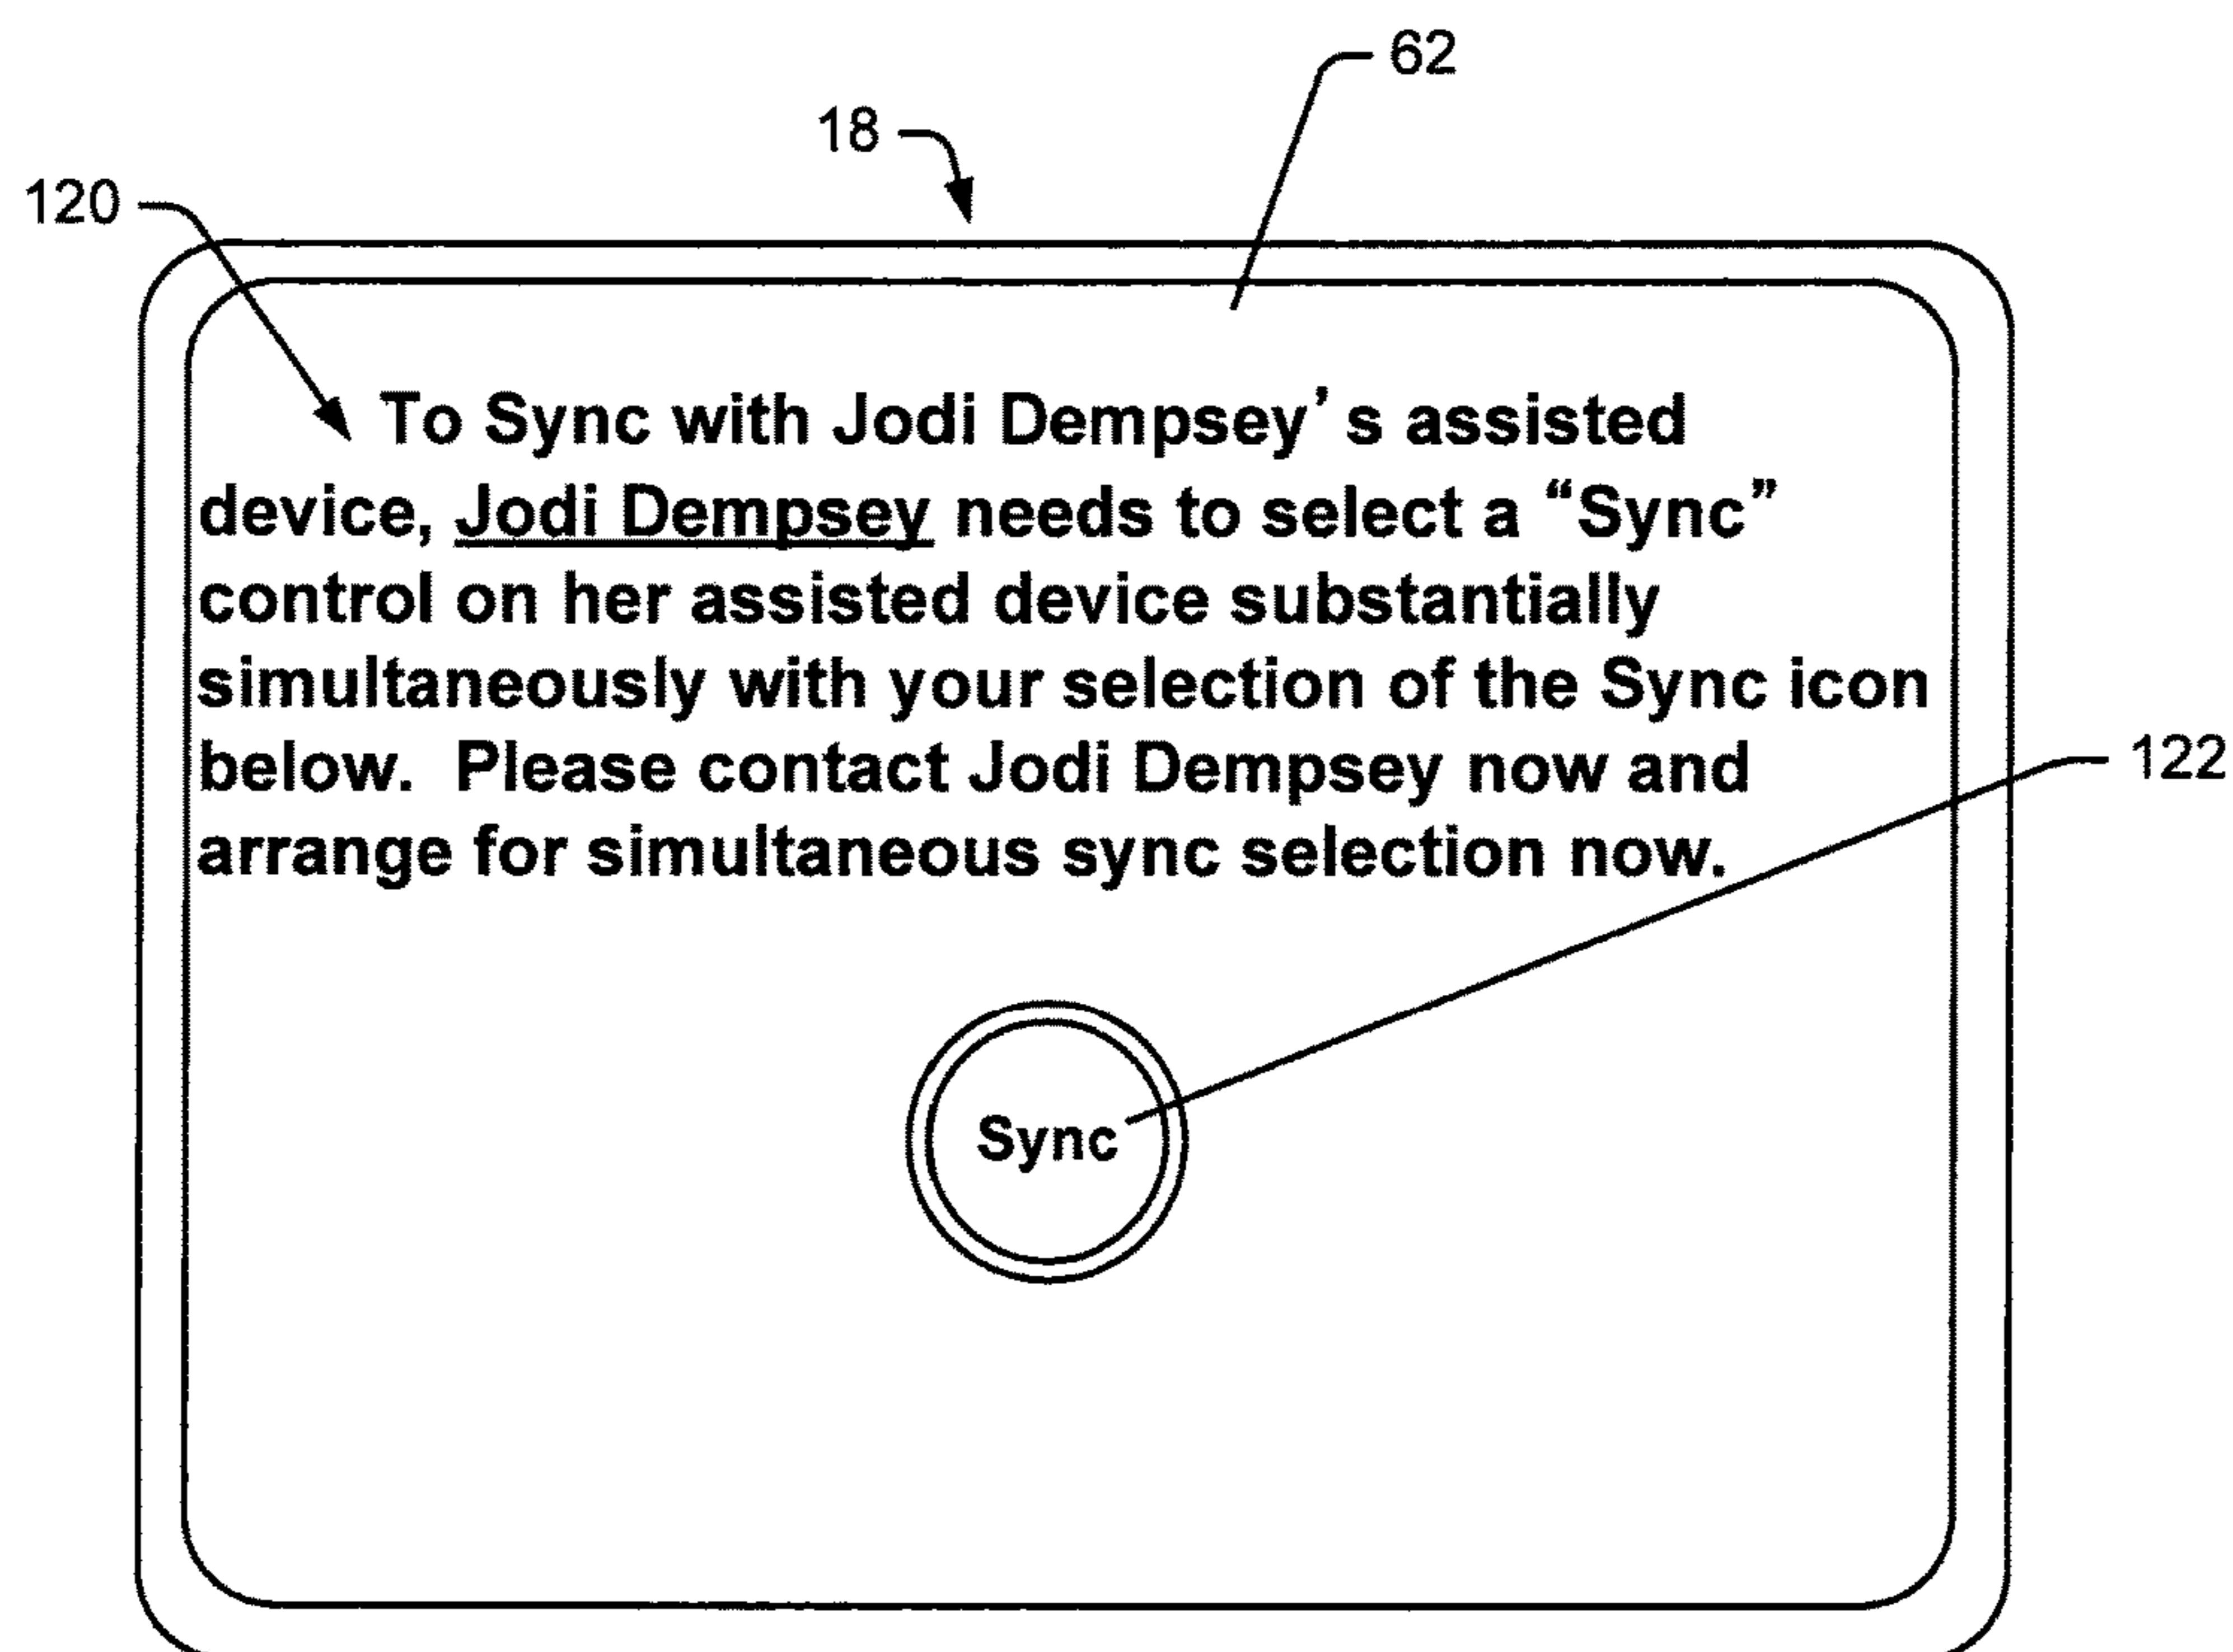 62
18
120
To Sync with Jodi Dempsey's assisted
device, Jodi Dempsey needs to select a “Sync”
control on her assisted device substantially
simultaneously with your selection of the Sync icon
below.  Please contact Jodi Dempsey now and
arrange for simultaneous sync selection now.
122
Sync